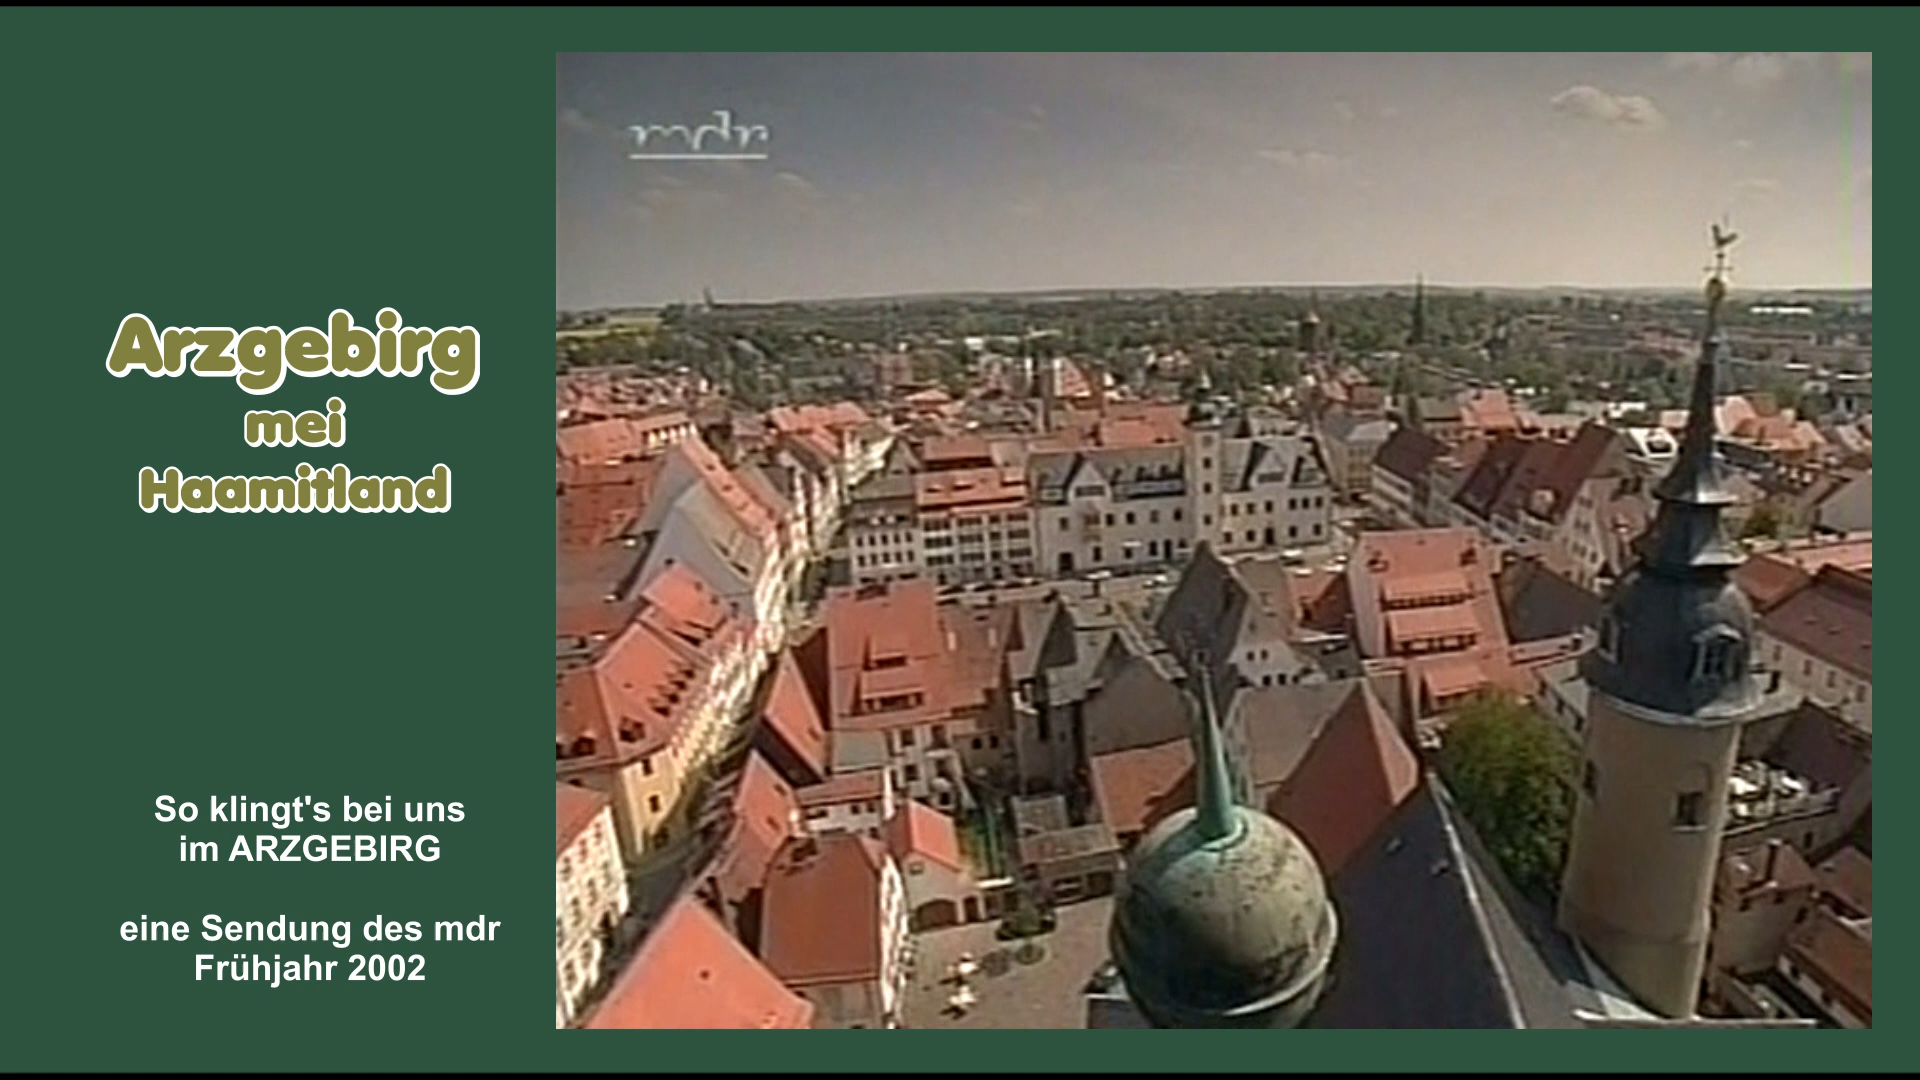 Arzgebirg
mei
Haamitland
So klingt's bei uns
im ARZGEBIRG
eine Sendung des mdr
Frühjahr 2002
mdr